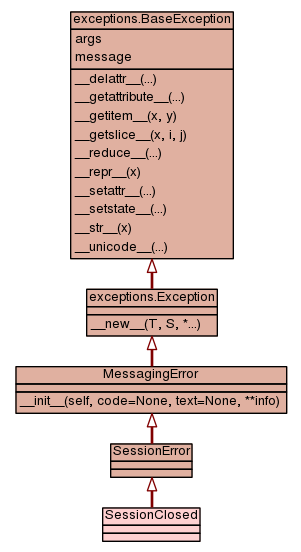 exceptions.BaseException
args
message
__delattr__(...)
__getattribute__(...)
__getitem__(x, y)
__getslice__(x, i, j)
__reduce__(...)
__repr__(x)
__setattr__(...)
__setstate__(...)
__str__(x)
__unicode__(...)
exceptions.Exception
__new__(T, S, *...)
MessagingError
__init__(self, code=None, text=None, **info)
SessionError
SessionClosed